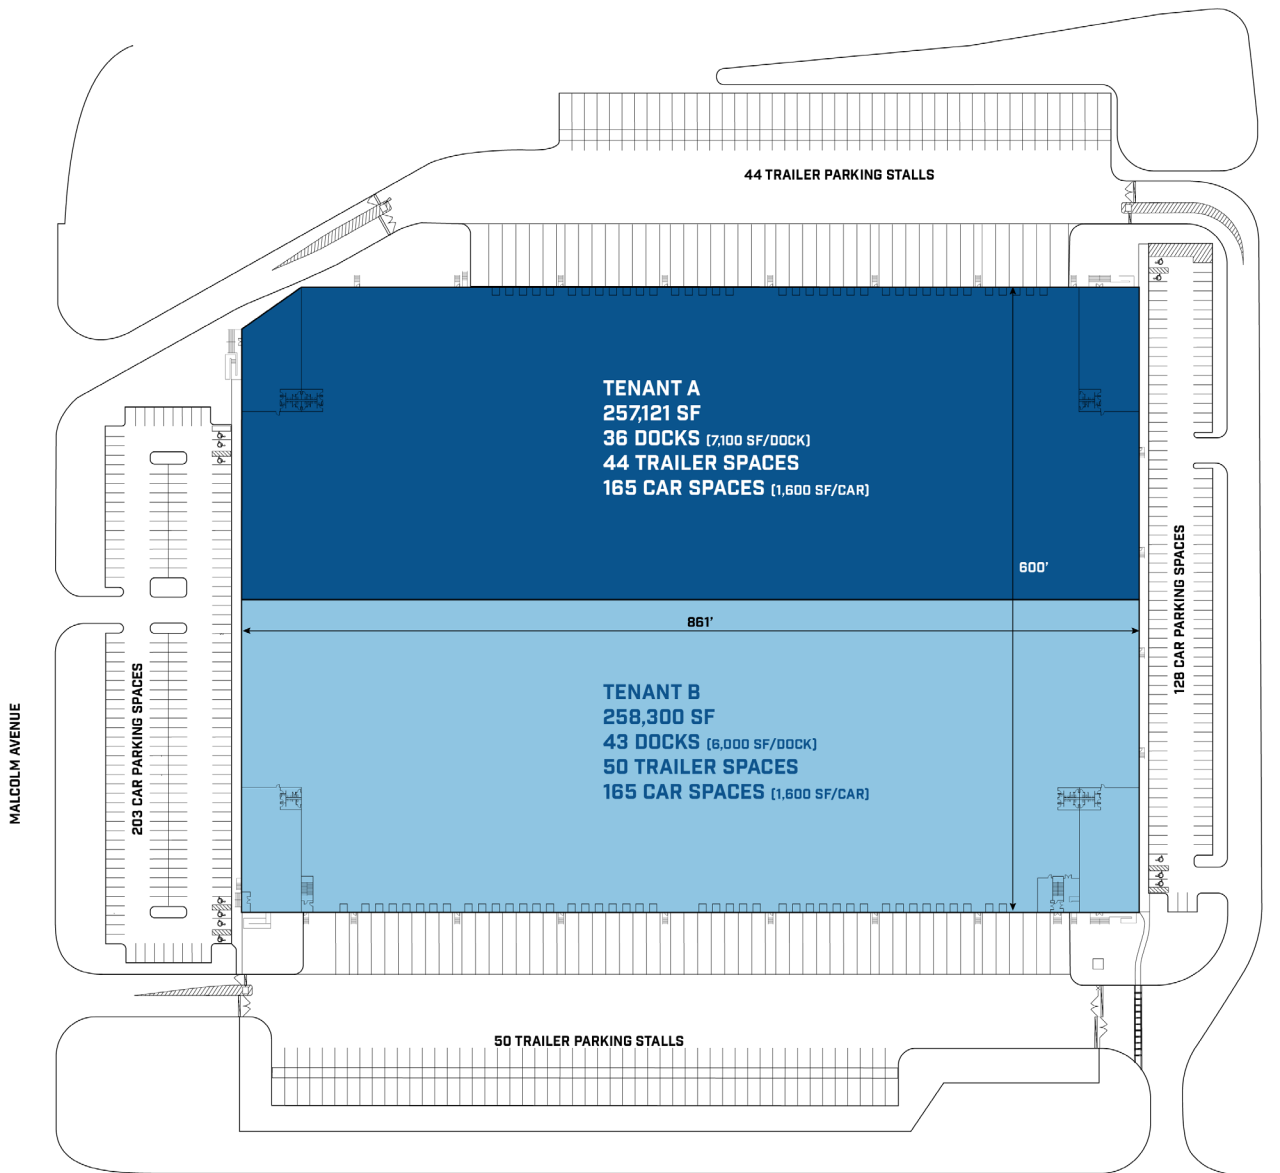 44 TRAILER PARKING STALLS
TENANT A
257,121 SF
36 DOCKS (7,100 SF/DOCK)
44 TRAILER SPACES
165 CAR SPACES (1,600 SF/CAR)
600'
861'
TENANT B
258,300 SF
43 DOCKS (6,000 SF/DOCK)
50 TRAILER SPACES
165 CAR SPACES (1,600 SF/CAR)
MALCOLM AVENUE
203 CAR PARKING SPACES
128 CAR PARKING SPACES
50 TRAILER PARKING STALLS